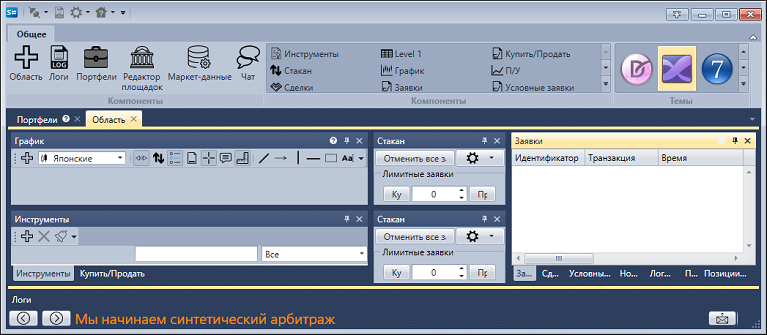 S#
Общее
Область
Логи
LOG
Портфели
Редактор
площадок
Маркет-данные
Чат
Компоненты
Инструменты
Level 1
Купить/Продать
Стакан
График
П/У
Сделки
Заявки
Условные заявки
Компоненты
7
Темы
Портфели
Область
График
Японские
Aa
Стакан
Отменить все з
Лимитные заявки
Ку
0
Пр
Заявки
Идентификатор
Транзакция
Время
Инструменты
Все
Стакан
Отменить все з
Лимитные заявки
Ку
0
Пр
Инструменты
Купить/Продать
За...
Сд...
Условны...
Но...
Лог...
П...
Позиции...
Логи
Мы начинаем синтетический арбитраж